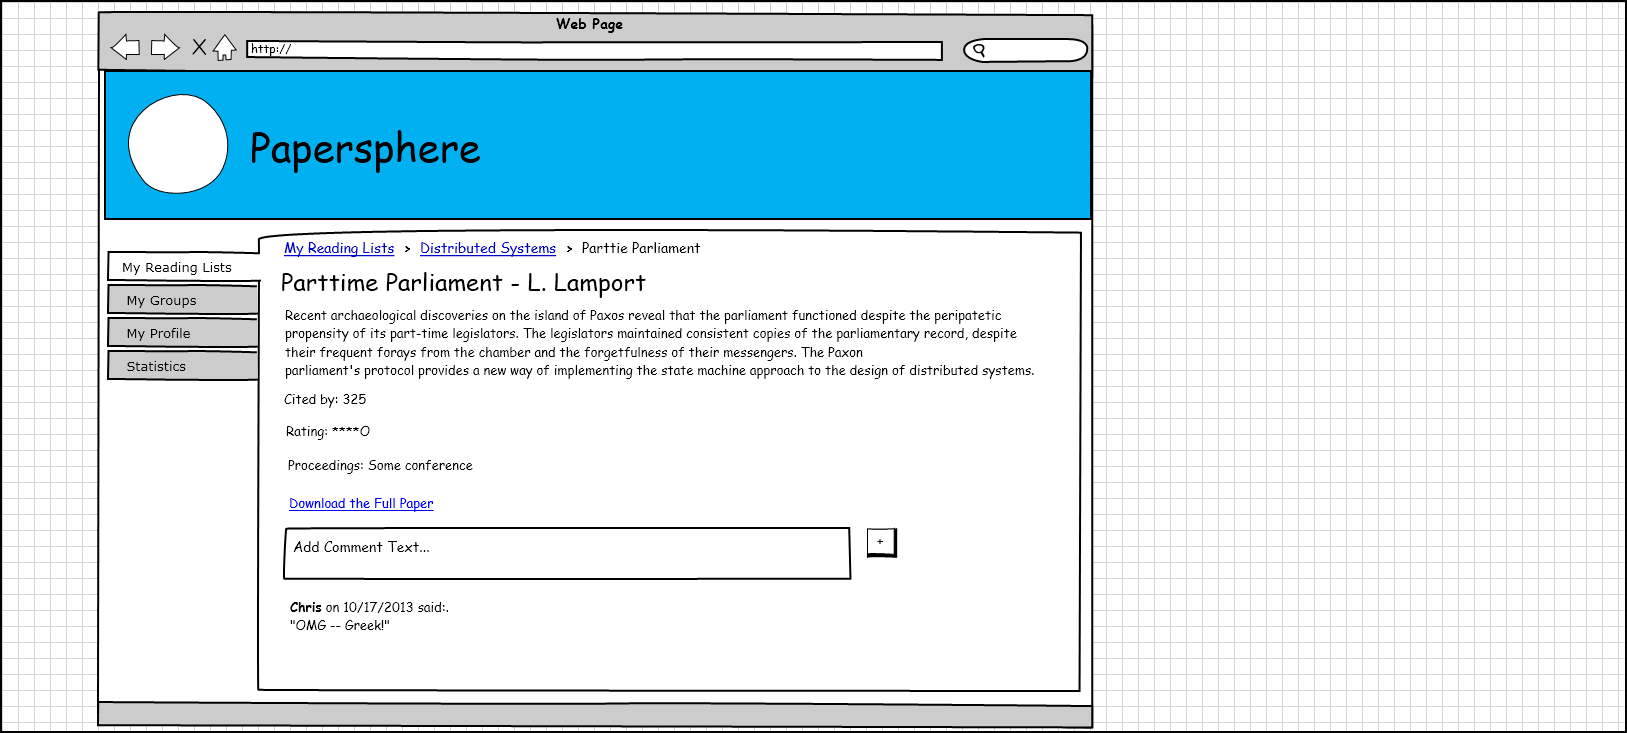 Web Page
http://
Papersphere
My Reading Lists > Distributed Systems > Parttie Parliament
My Reading Lists
My Groups
My Profile
Statistics
Parttime Parliament - L. Lamport
Recent archaeological discoveries on the island of Paxos reveal that the parliament functioned despite the peripatetic
propensity of its part-time legislators. The legislators maintained consistent copies of the parliamentary record, despite
their frequent forays from the chamber and the forgetfulness of their messengers. The Paxon
parliament's protocol provides a new way of implementing the state machine approach to the design of distributed systems.
Cited by: 325
Rating: ****O
Proceedings: Some conference
Download the Full Paper
Add Comment Text...
+
Chris on 10/17/2013 said:.
"OMG -- Greek!"